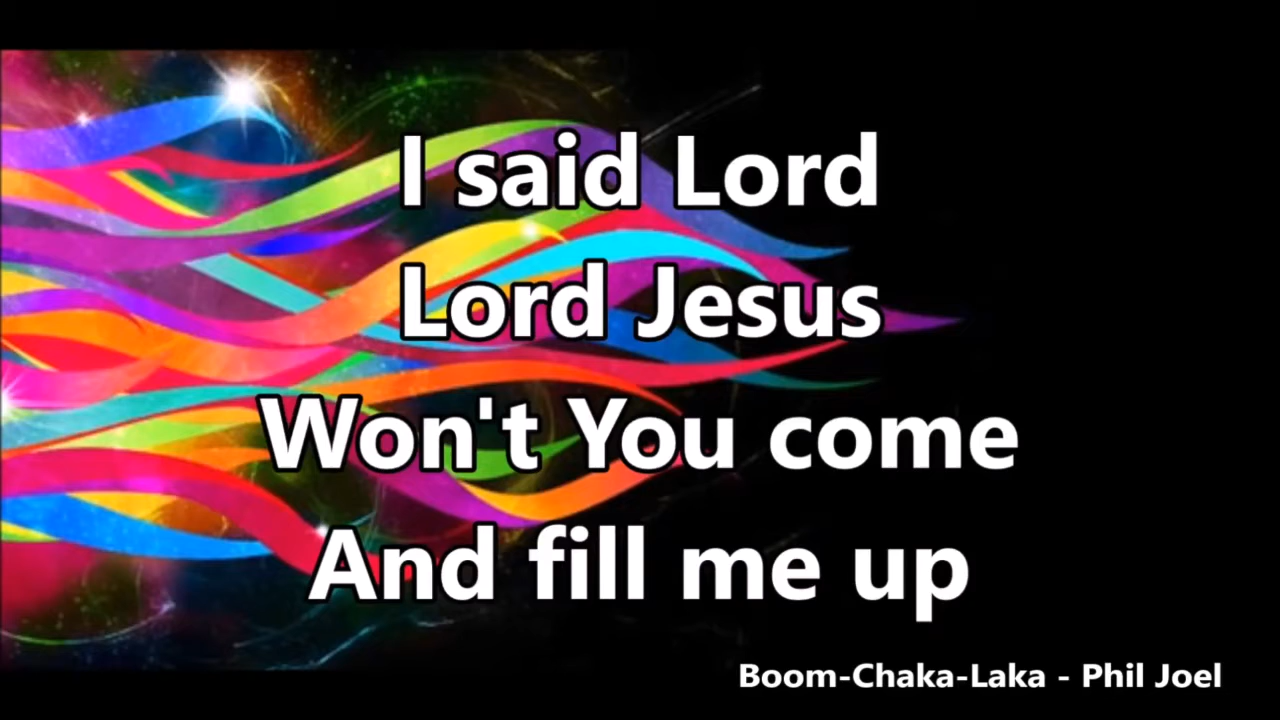 I said Lord
Lord Jesus
Won't You come
And fill me up
Boom-Chaka-Laka - Phil Joel